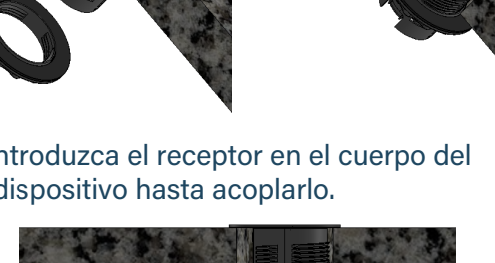 ntroduzca el receptor en el cuerpo del
dispositivo hasta acoplarlo.